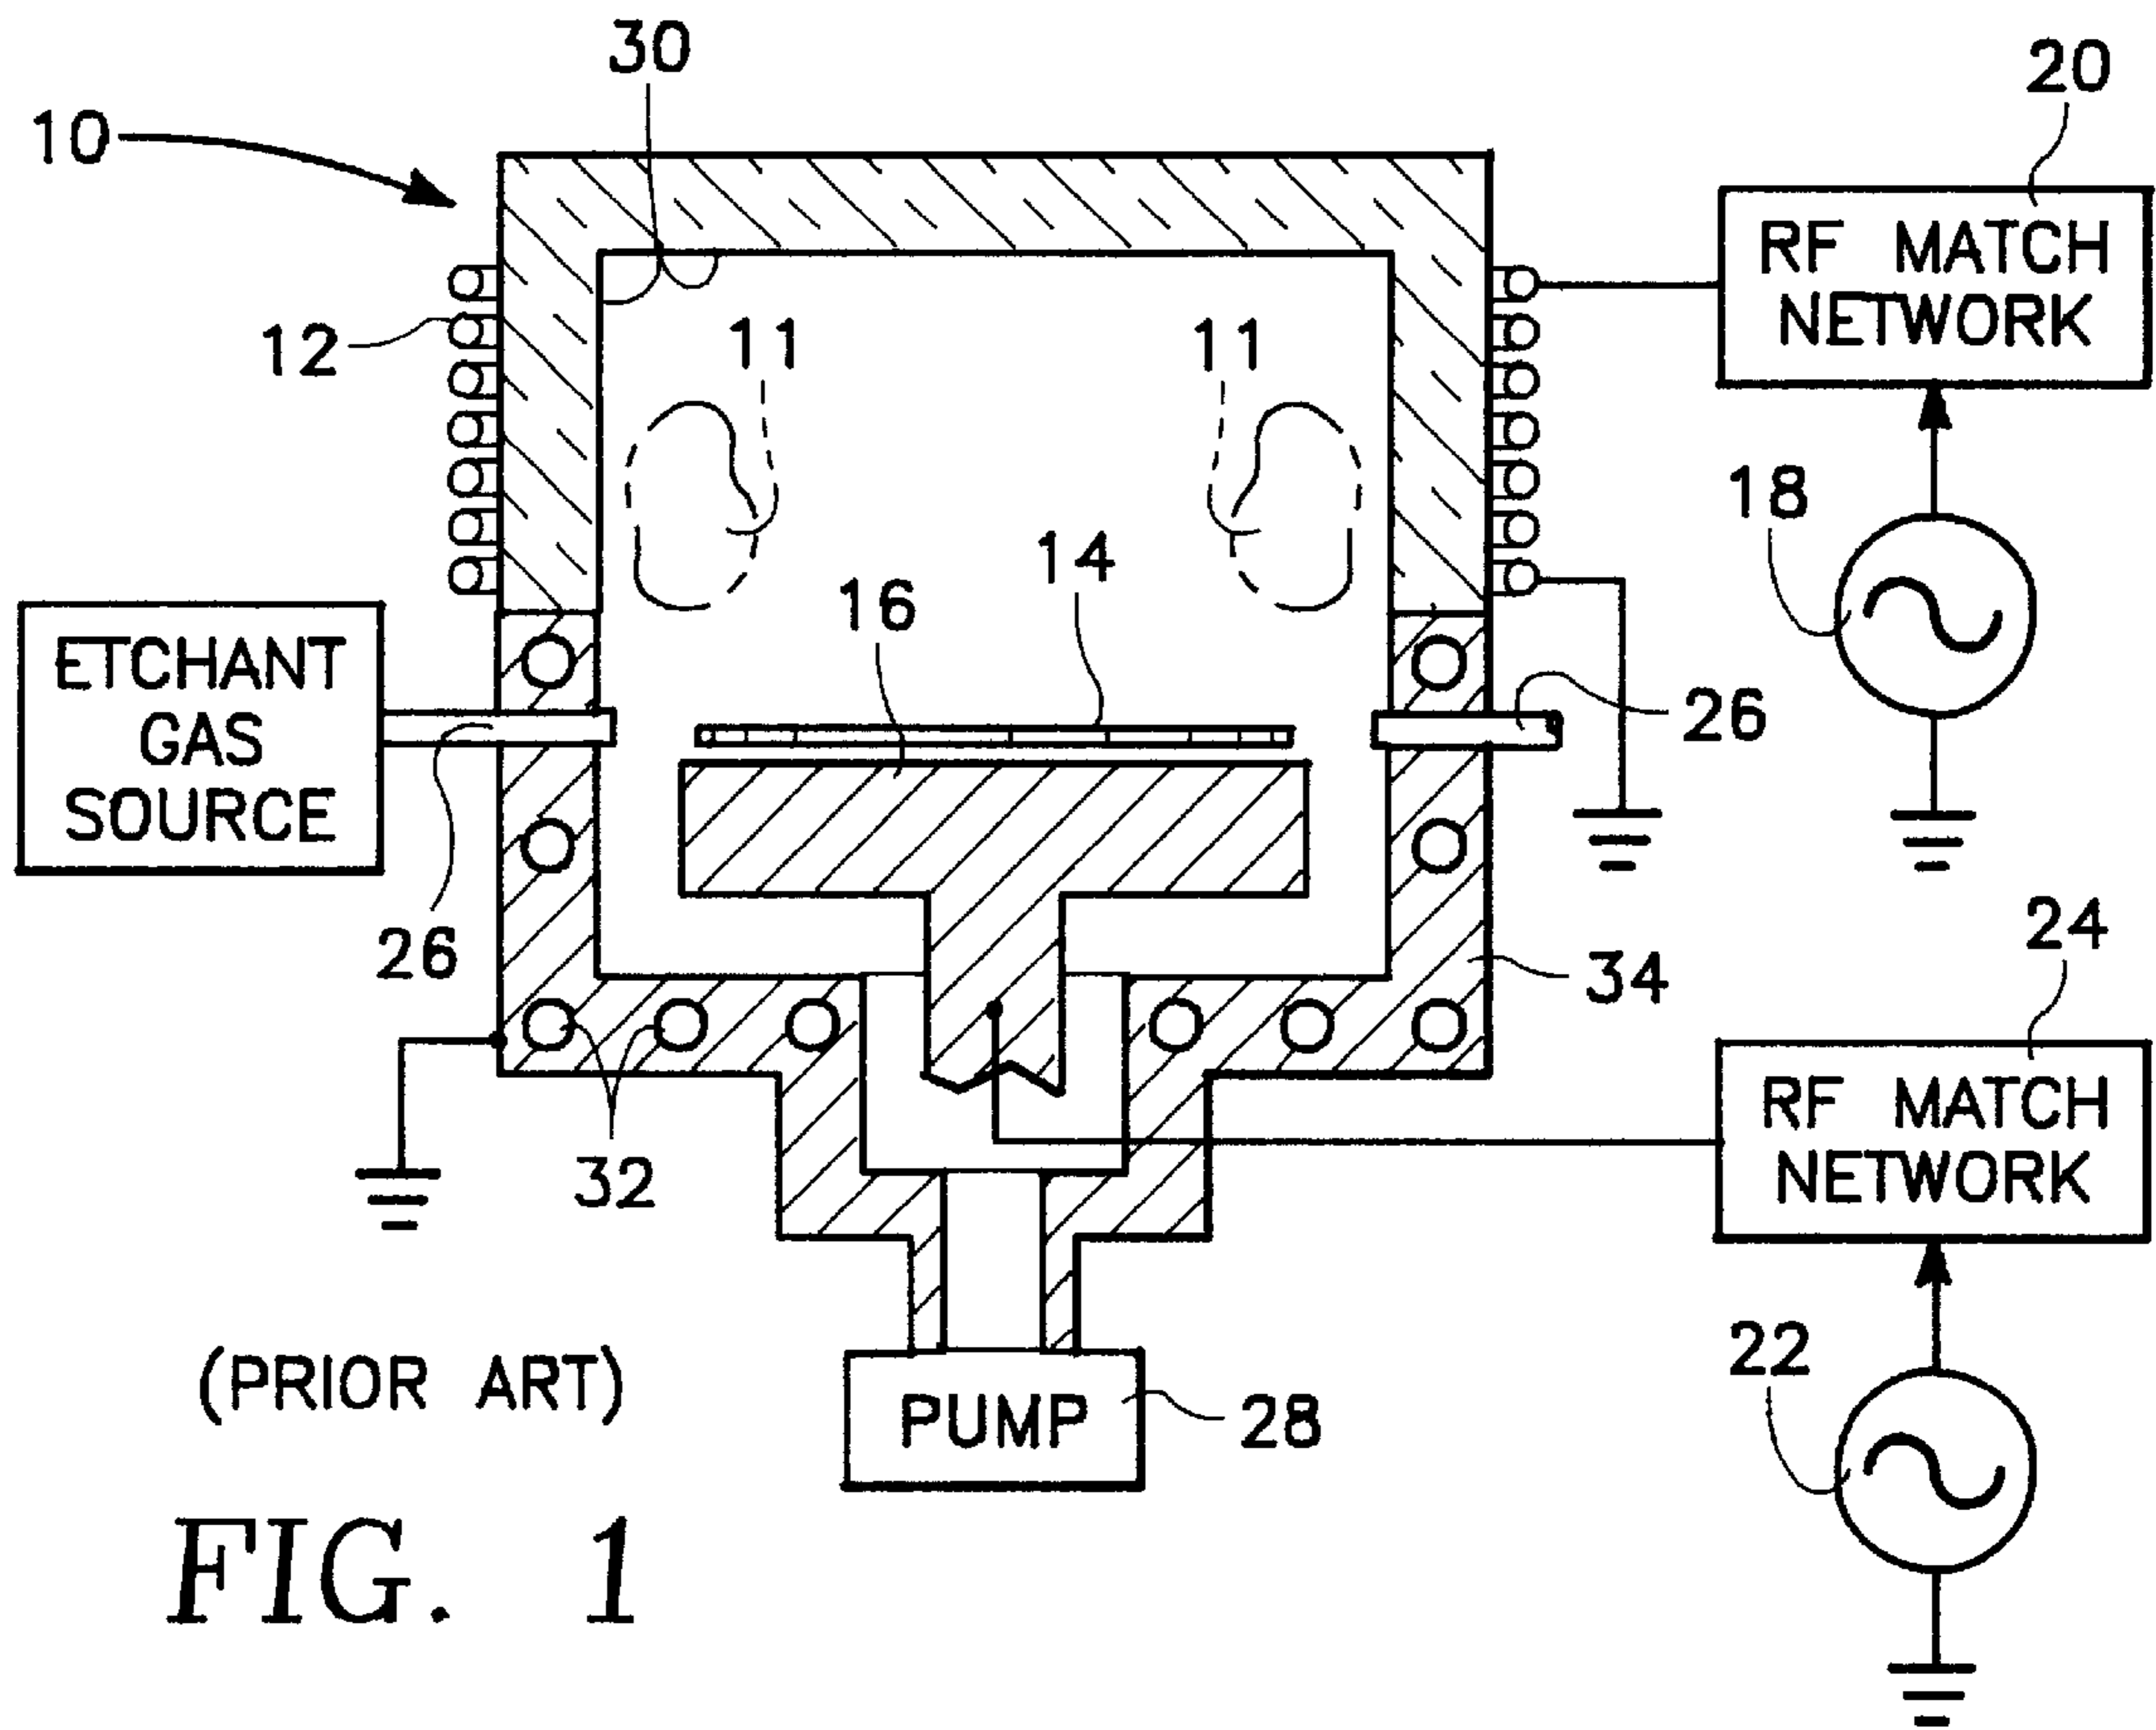 30
20
10
RF MATCH
NETWORK
12
11
11
18
14
16
ETCHANT
GAS
SOURCE
26
26
24
34
RF MATCH
NETWORK
32
22
(PRIOR ART)
PUMP
28
FIG. 1